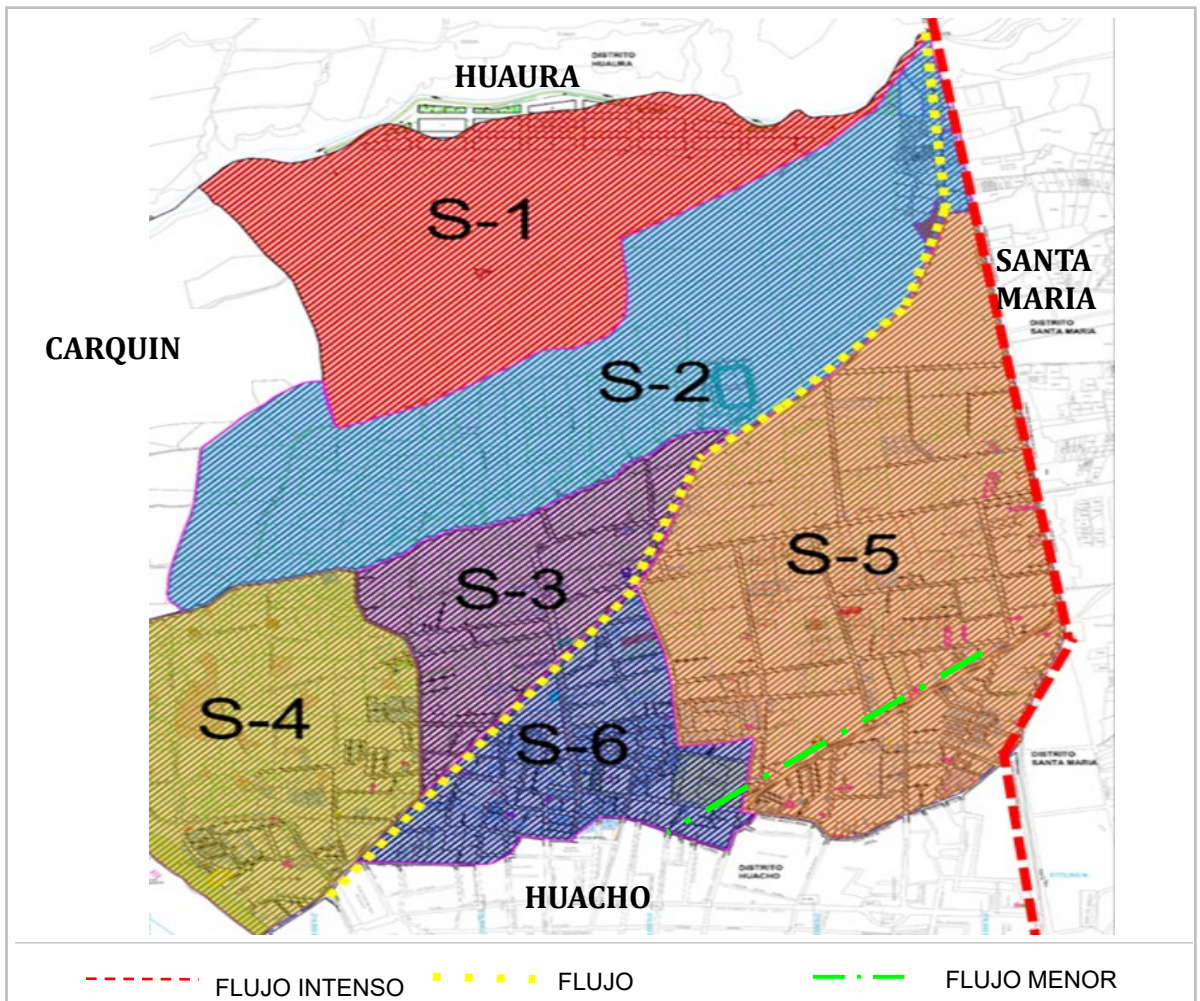 DISTRITO
HUAURA
HUAURA
S-1
SANTA
MARIA
DISTRITO
SANTA MARIA
CARQUIN
S-2
S-5
S-3
S-4
S-6
DISTRITO
SANTA MARIA
DISTRITO
HUACHO
HUACHO
FLUJO INTENSO
FLUJO
FLUJO MENOR